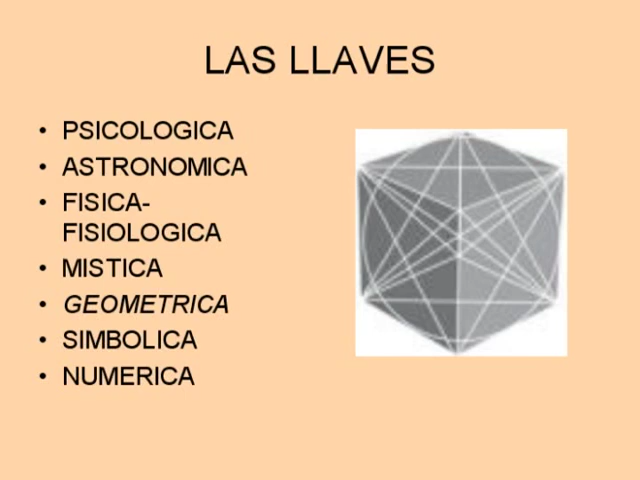 LAS LLAVES
• PSICOLOGICA
• ASTRONOMICA
• FISICA-
FISIOLOGICA
• MISTICA
• GEOMETRICA
• SIMBOLICA
• NUMERICA